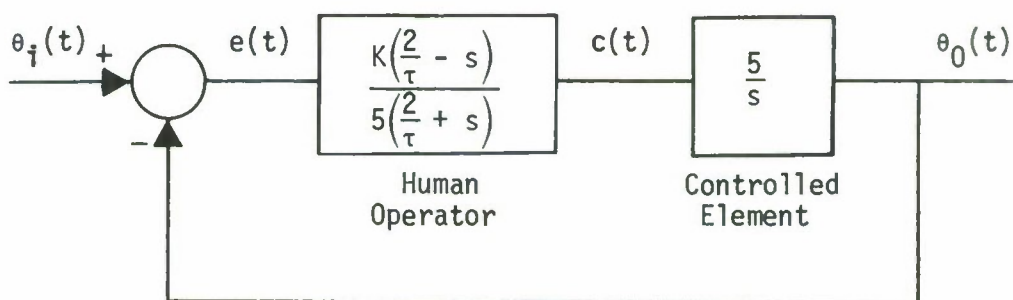 θi(t) + e(t) K(2/τ - s) / 5(2/τ + s) c(t) 5/s θ0(t)
-
Human
Operator
Controlled
Element